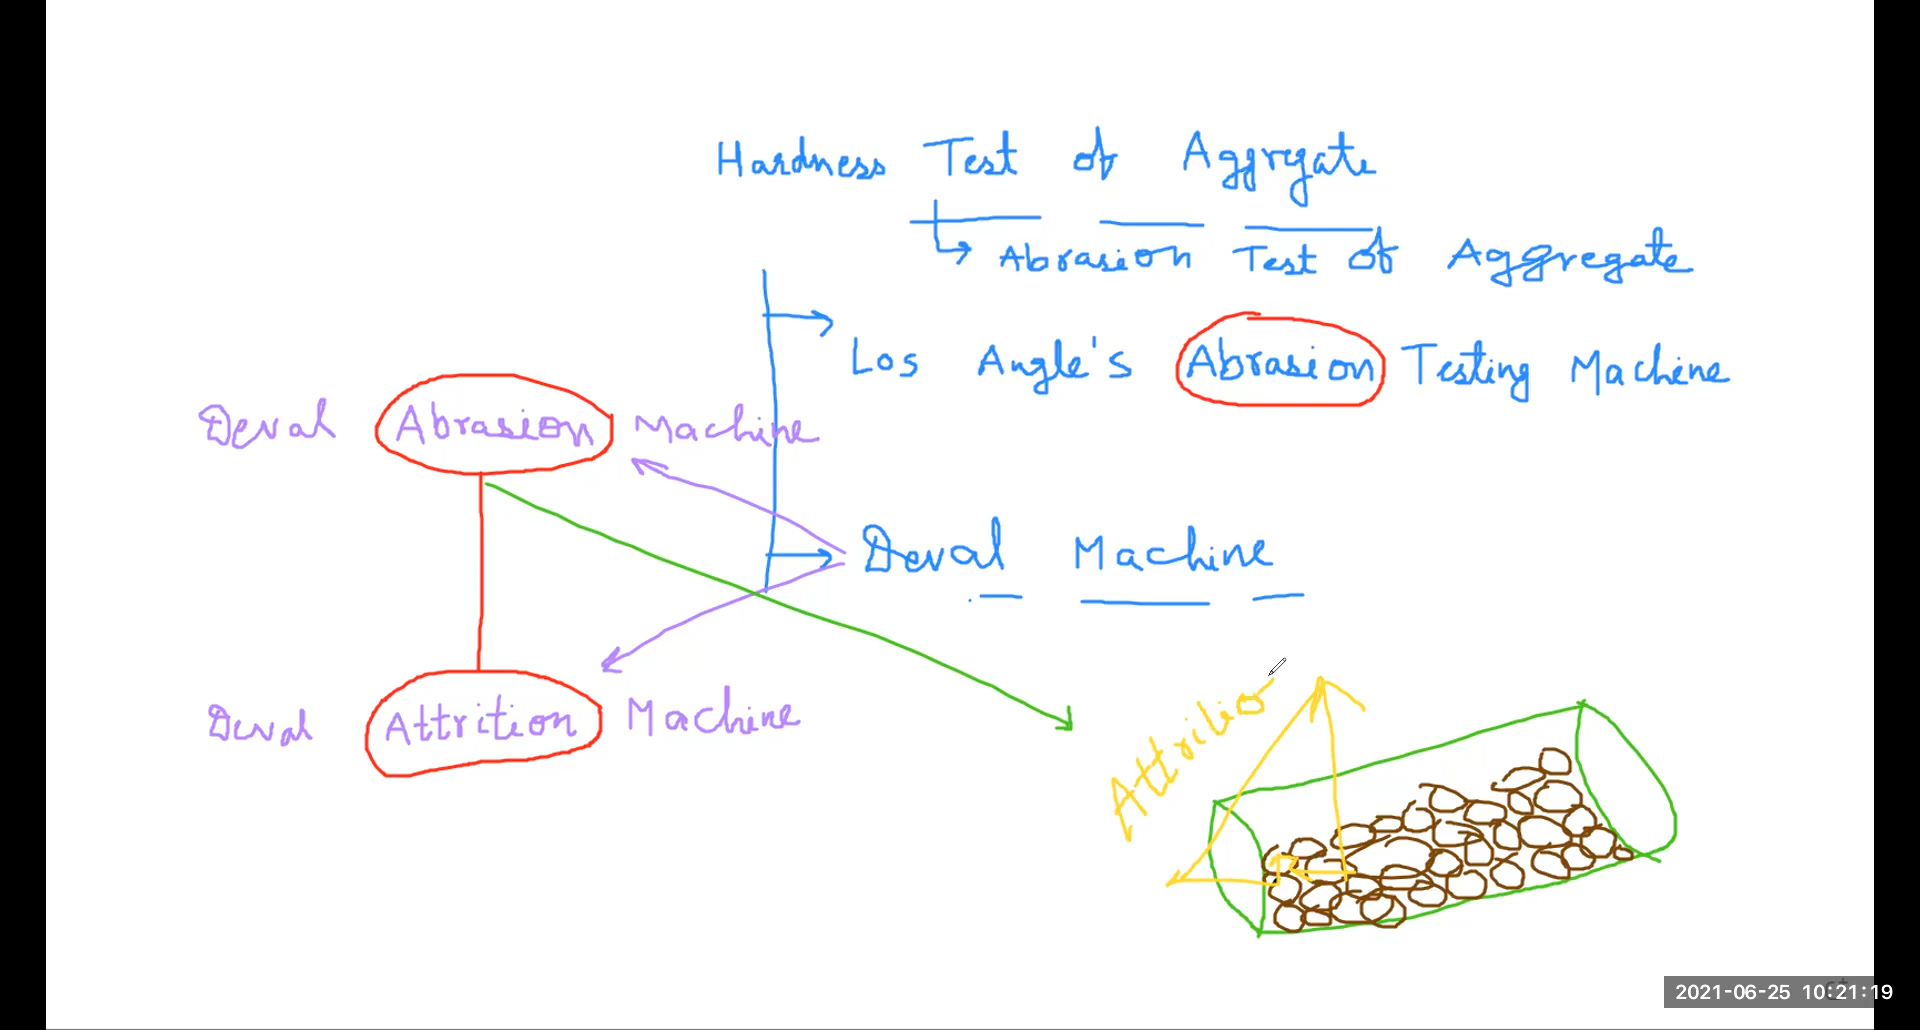 Hardness Test of Aggregate
Abrasion Test of Aggregate
Los Angle's Abrasion Testing Machine
Deval Abrasion Machine
Deval Machine
Deval Attrition Machine
Attritio
2021-06-25 10:21:19